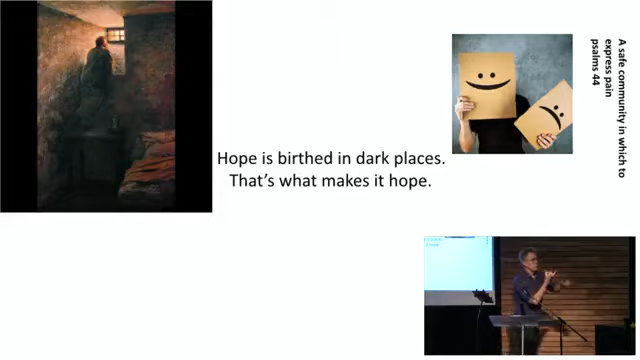 Hope is birthed in dark places.
That's what makes it hope.
A safe community in which to
express pain
psalms 44